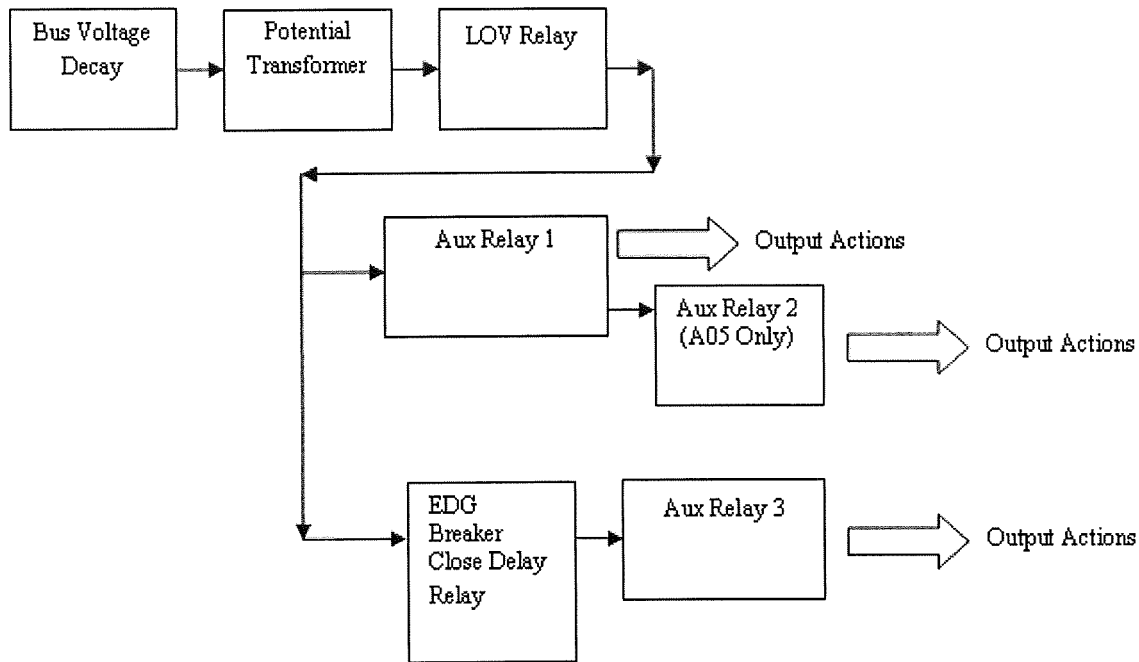 Bus Voltage
Decay
Potential
Transformer
LOV Relay
Aux Relay 1
Output Actions
Aux Relay 2
(A05 Only)
Output Actions
EDG
Breaker
Close Delay
Relay
Aux Relay 3
Output Actions